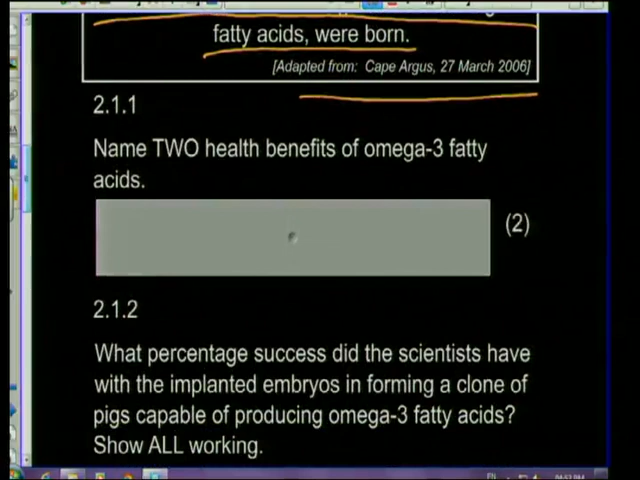 fatty acids, were born.
[Adapted from: Cape Argus, 27 March 2006]
2.1.1
Name TWO health benefits of omega-3 fatty
acids.
(2)
2.1.2
What percentage success did the scientists have
with the implanted embryos in forming a clone of
pigs capable of producing omega-3 fatty acids?
Show ALL working.